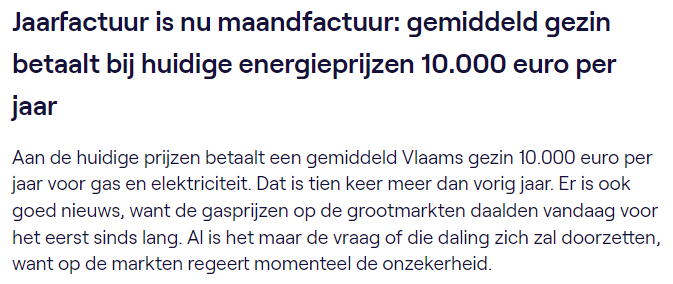 Jaarfactuur is nu maandfactuur: gemiddeld gezin
betaalt bij huidige energieprijzen 10.000 euro per
jaar
Aan de huidige prijzen betaalt een gemiddeld Vlaams gezin 10.000 euro per
jaar voor gas en elektriciteit. Dat is tien keer meer dan vorig jaar. Er is ook
goed nieuws, want de gasprijzen op de grootmarkten daalden vandaag voor
het eerst sinds lang. Al is het maar de vraag of die daling zich zal doorzetten,
want op de markten regeert momenteel de onzekerheid.